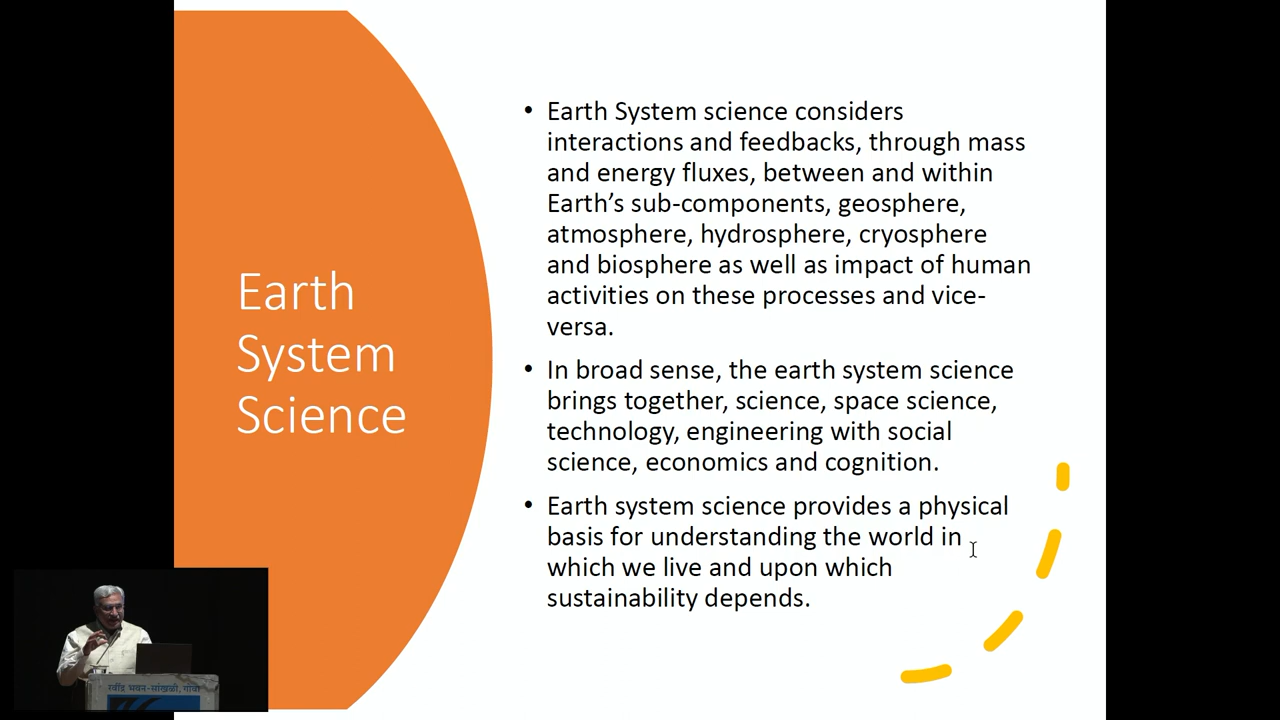 Earth
System
Science
• Earth System science considers
interactions and feedbacks, through mass
and energy fluxes, between and within
Earth’s sub-components, geosphere,
atmosphere, hydrosphere, cryosphere
and biosphere as well as impact of human
activities on these processes and vice-
versa.
• In broad sense, the earth system science
brings together, science, space science,
technology, engineering with social
science, economics and cognition.
• Earth system science provides a physical
basis for understanding the world in
which we live and upon which
sustainability depends.
रवींद्र भवन-सांखळी, गोवा